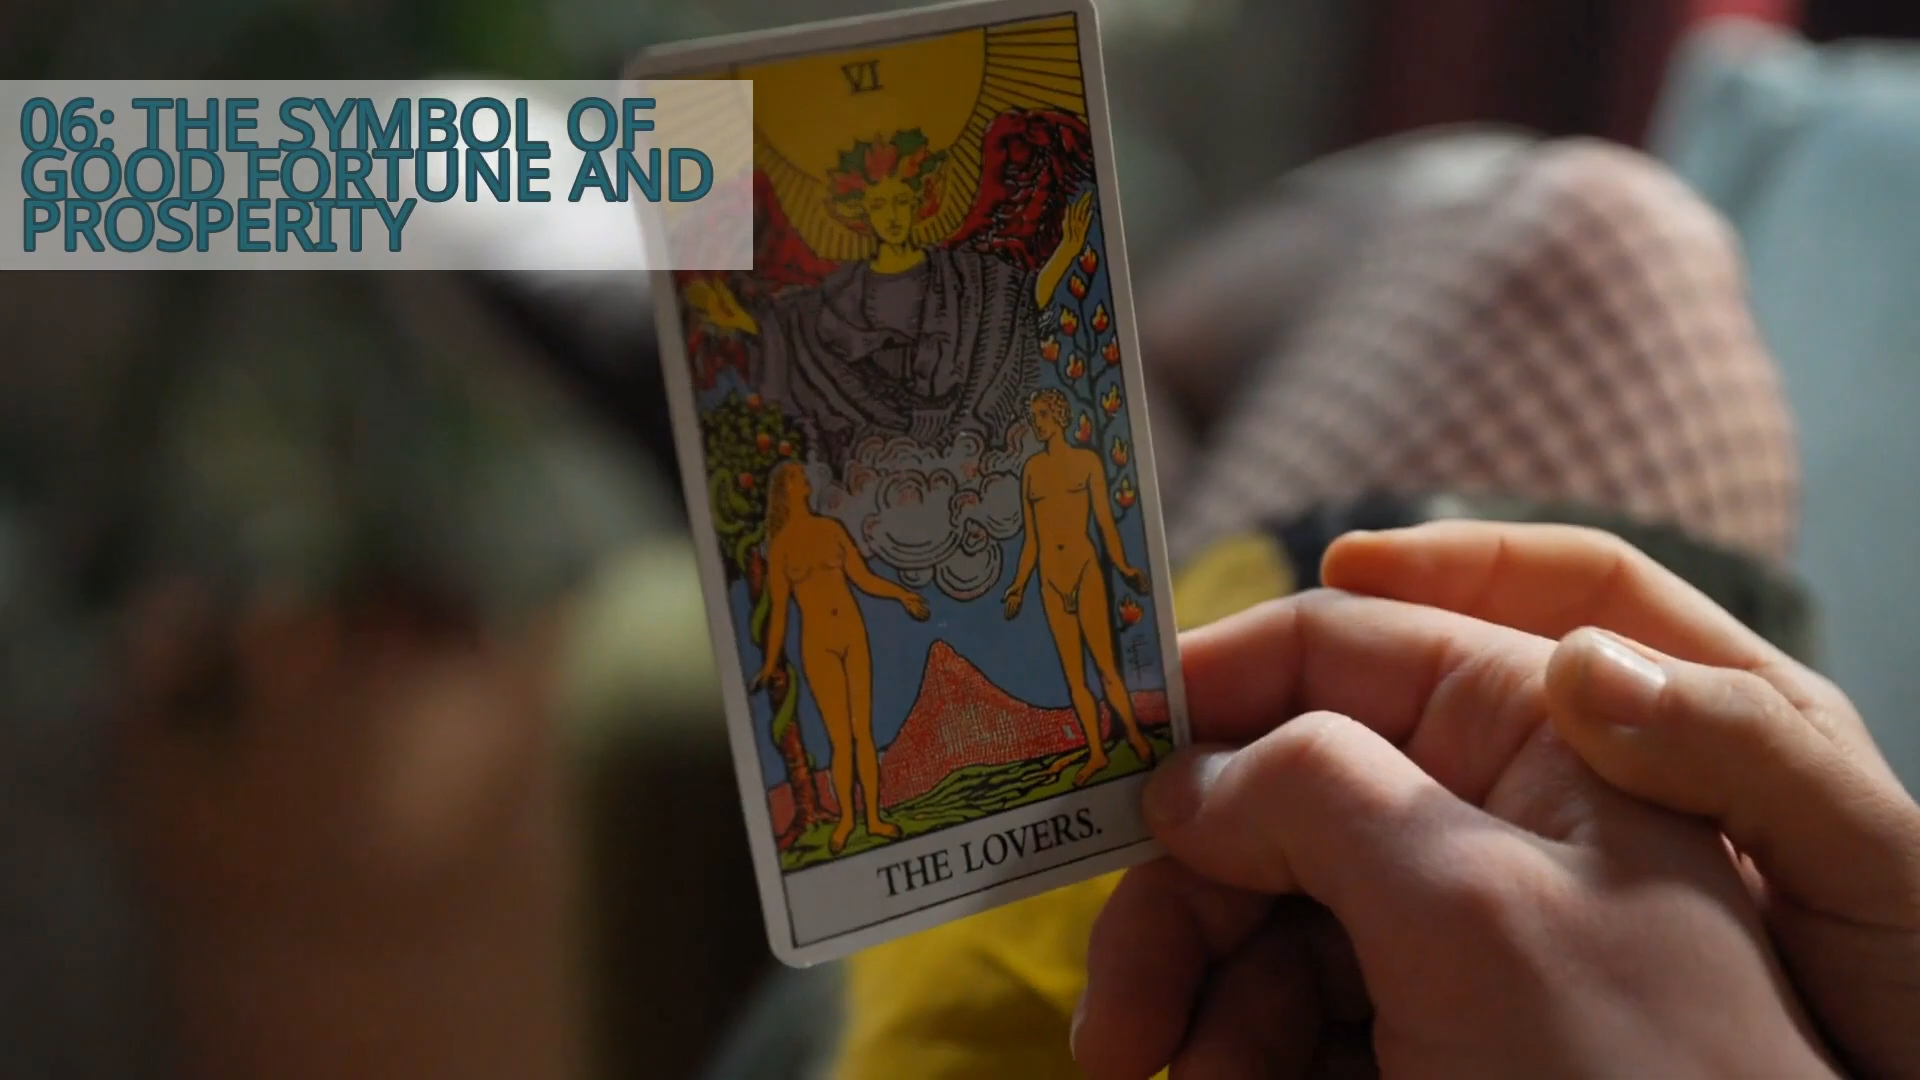 06: THE SYMBOL OF
GOOD FORTUNE AND
PROSPERITY
VI
THE LOVERS.